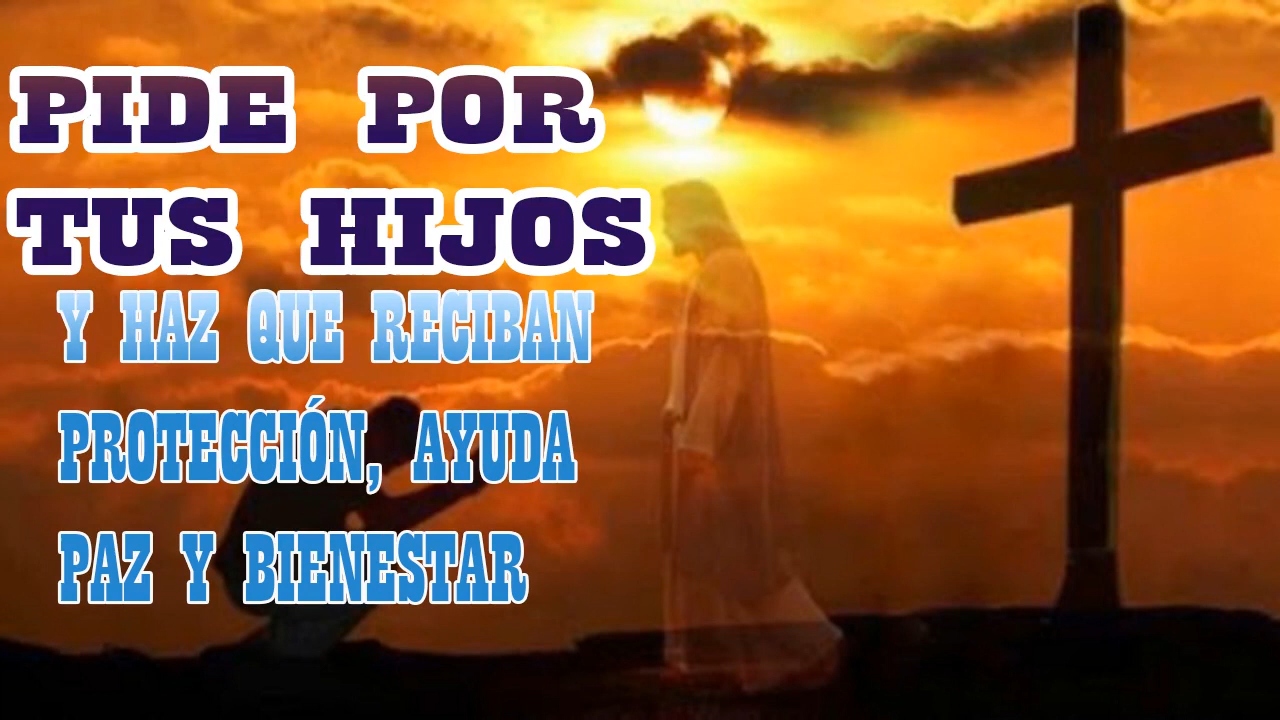 PIDE POR
TUS HIJOS
Y HAZ QUE RECIBAN
PROTECCIÓN, AYUDA
PAZ Y BIENESTAR